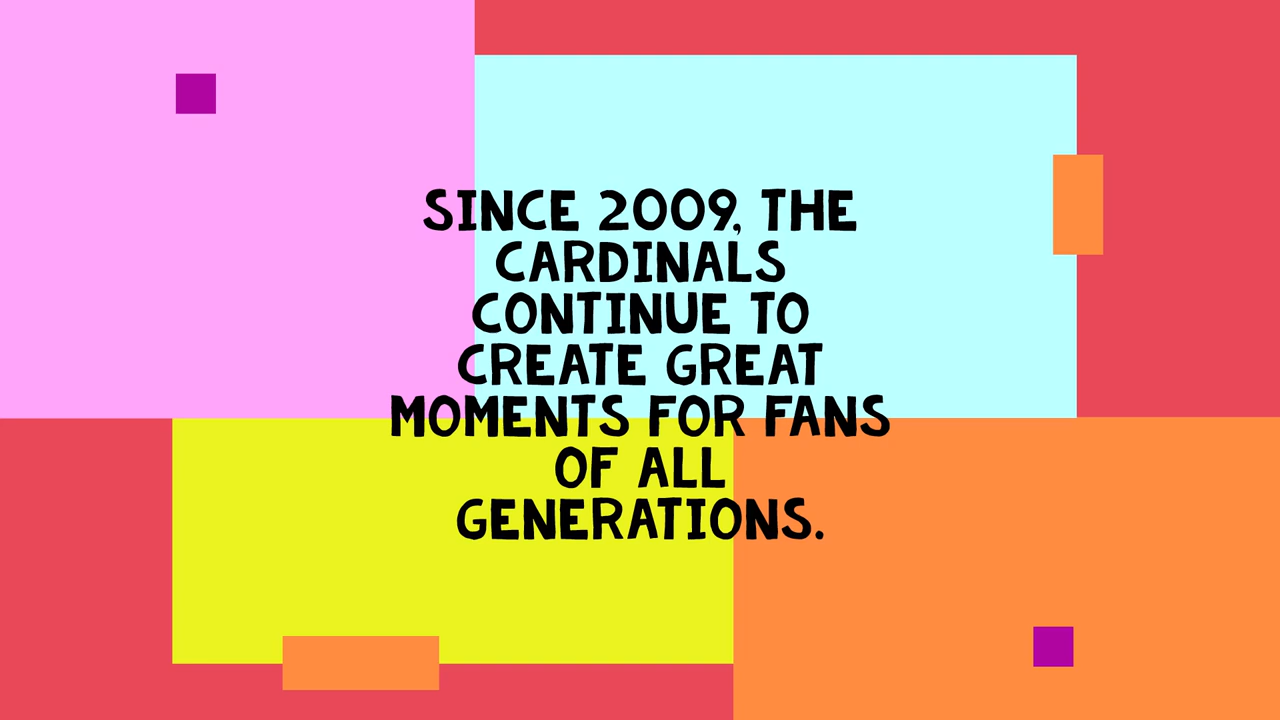 SINCE 2009, THE
CARDINALS
CONTINUE TO
CREATE GREAT
MOMENTS FOR FANS
OF ALL
GENERATIONS.